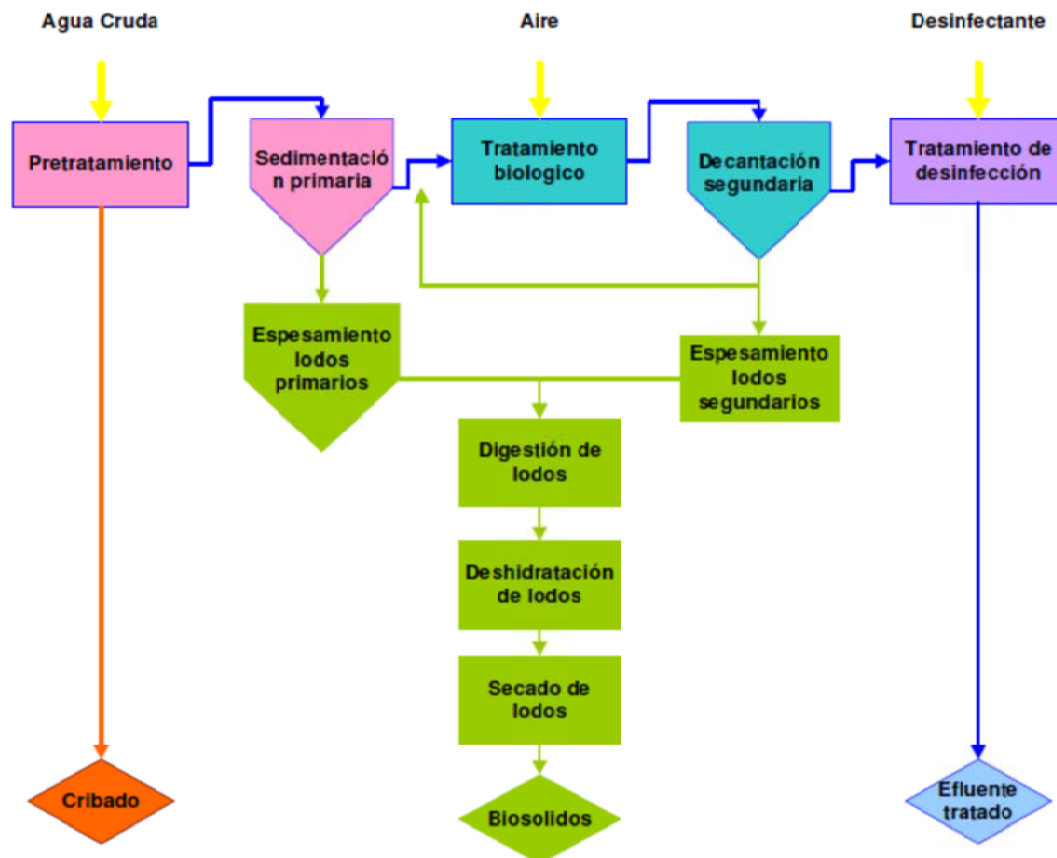 Agua Cruda
Aire
Desinfectante
Pretratamiento
Sedimentació
n primaria
Tratamiento
biologico
Decantación
segundaria
Tratamiento de
desinfección
Espesamiento
lodos
primarios
Espesamiento
lodos
segundarios
Digestión de
lodos
Deshidratación
de lodos
Secado de
lodos
Cribado
Biosolidos
Efluente
tratado